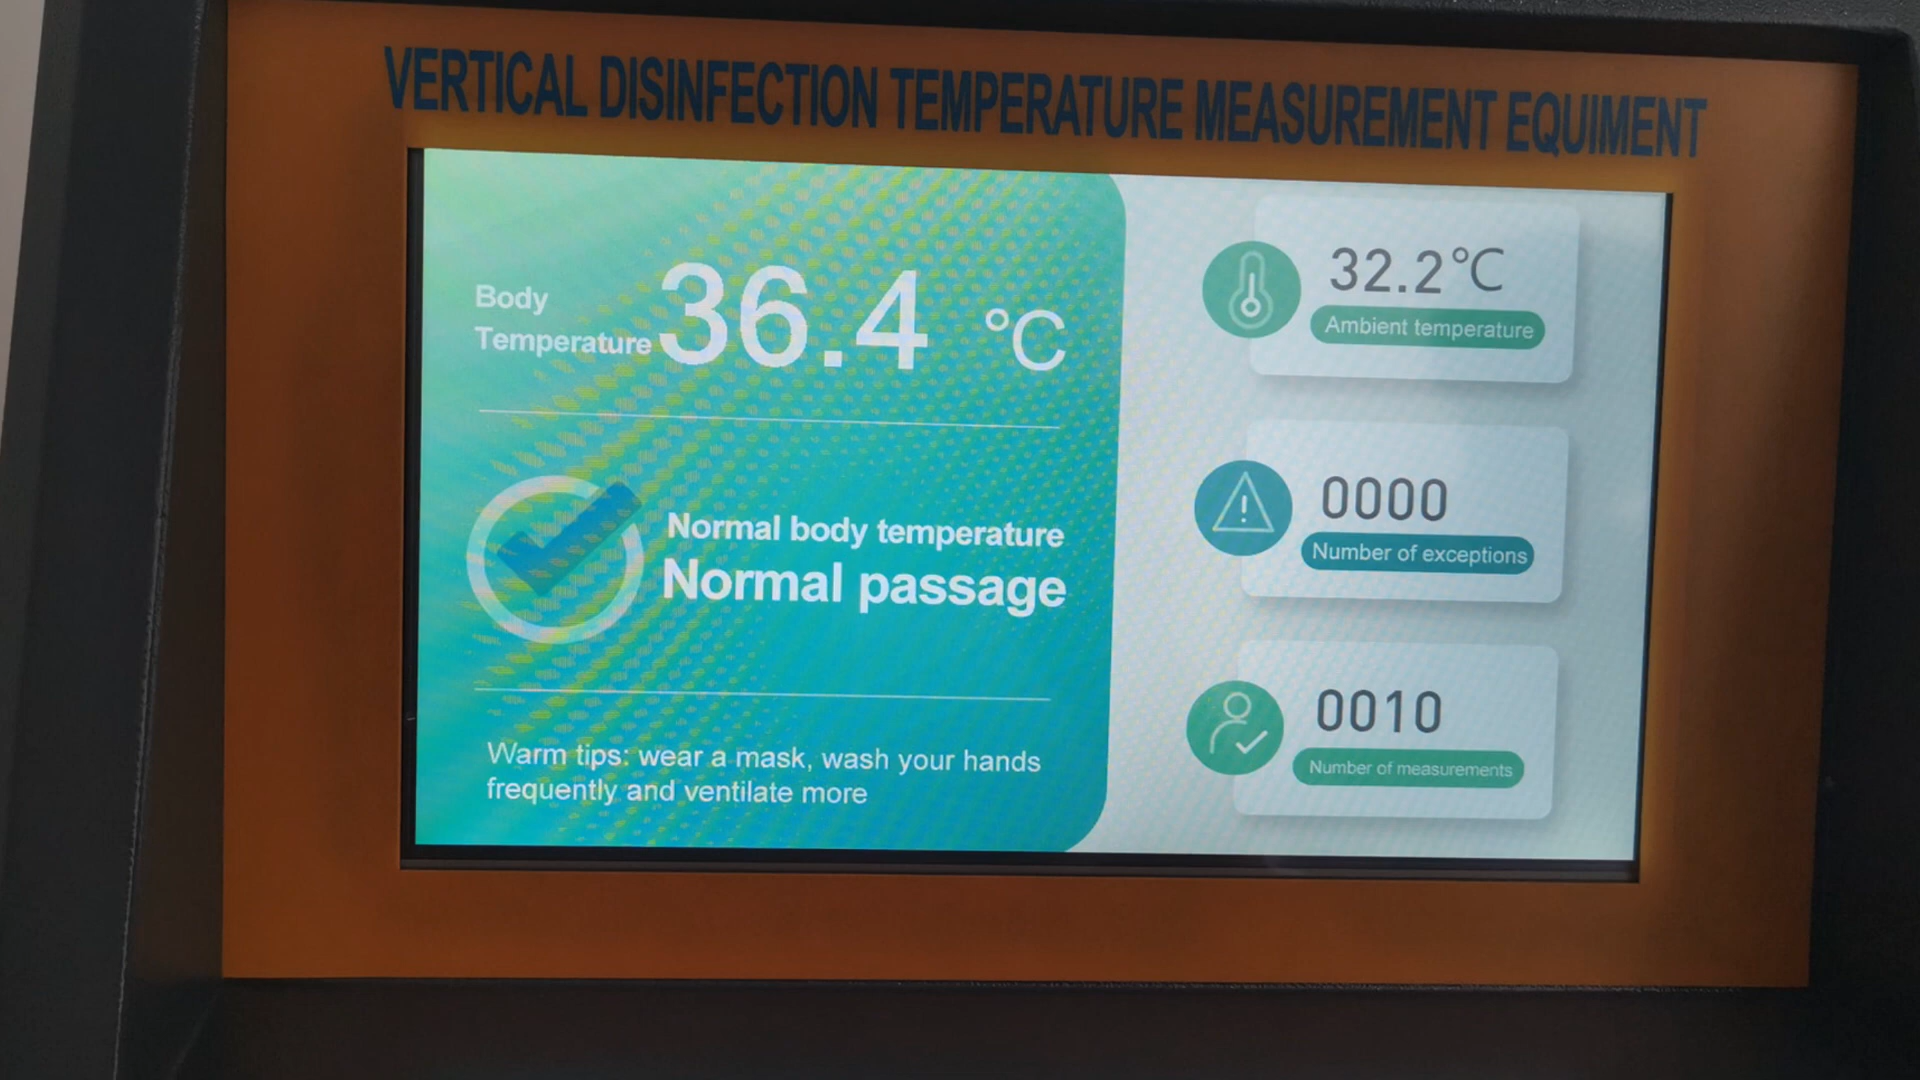 VERTICAL DISINFECTION TEMPERATURE MEASUREMENT EQUIMENT
Body
Temperature 36.4 °C
Normal body temperature
Normal passage
Warm tips: wear a mask, wash your hands
frequently and ventilate more
32.2°C
Ambient temperature
0000
Number of exceptions
0010
Number of measurements